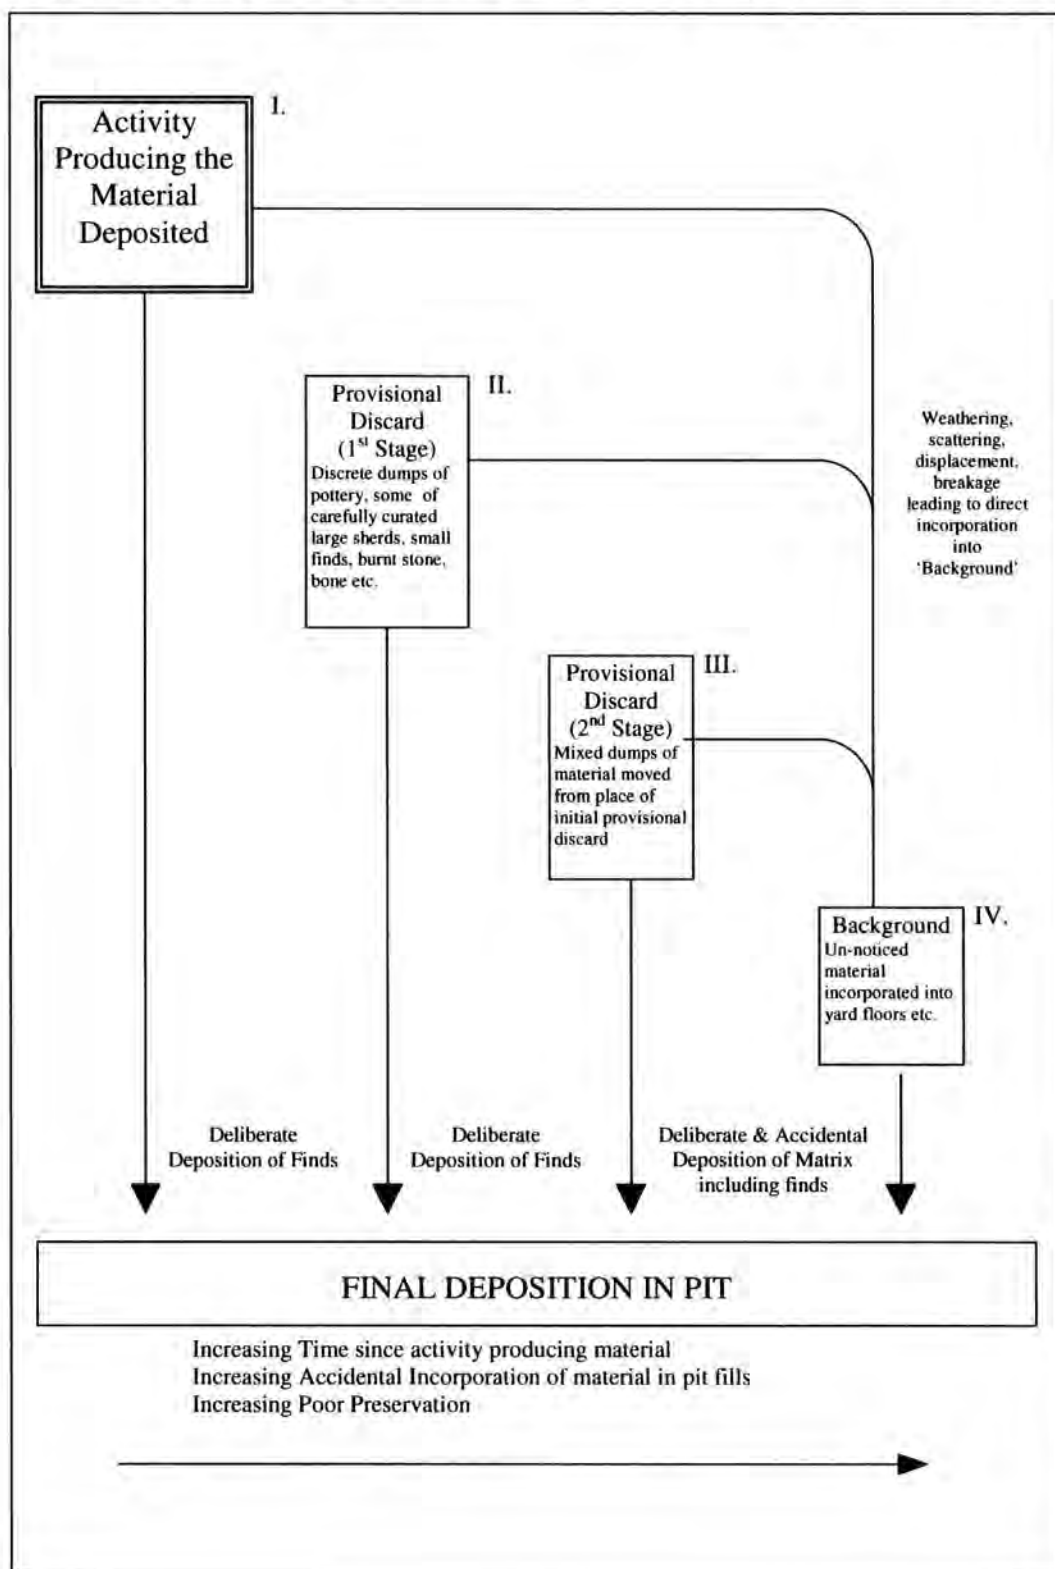 I.
Activity
Producing the
Material
Deposited
II.
Provisional
Discard
(1st Stage)
Discrete dumps of
pottery, some of
carefully curated
large sherds, small
finds, burnt stone,
bone etc.
Weathering,
scattering,
displacement,
breakage
leading to direct
incorporation
into
'Background'
III.
Provisional
Discard
(2nd Stage)
Mixed dumps of
material moved
from place of
initial provisional
discard
IV.
Background
Un-noticed
material
incorporated into
yard floors etc.
Deliberate
Deposition of Finds
Deliberate
Deposition of Finds
Deliberate & Accidental
Deposition of Matrix
including finds
FINAL DEPOSITION IN PIT
Increasing Time since activity producing material
Increasing Accidental Incorporation of material in pit fills
Increasing Poor Preservation